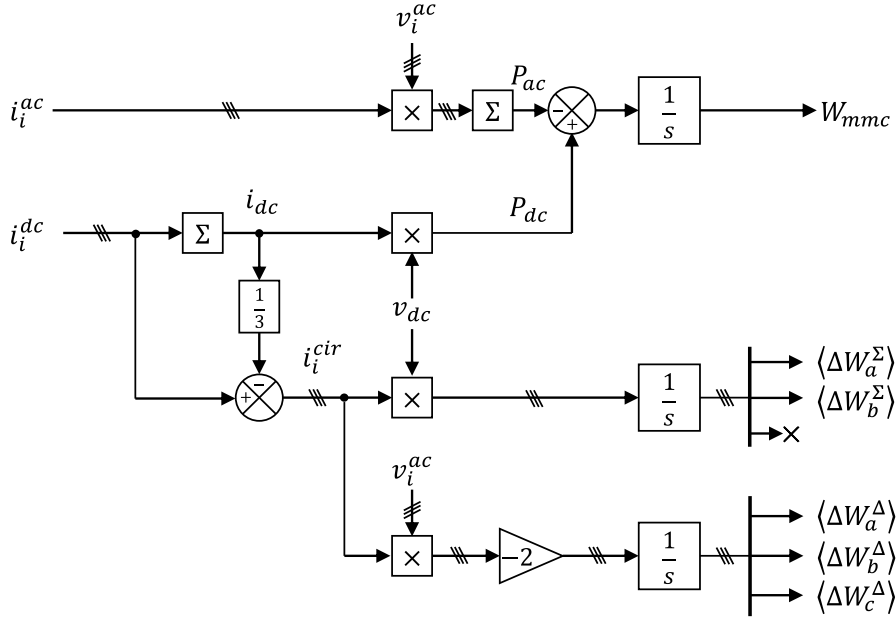 v_i^{ac}
i_i^{ac} × Σ P_{ac} - + 1/s W_{mmc}
i_i^{dc} Σ i_{dc} × P_{dc}
1/3
v_{dc}
i_i^{cir}
+ - × 1/s ⟨ΔW_a^Σ⟩
⟨ΔW_b^Σ⟩
×
v_i^{ac}
× -2 1/s ⟨ΔW_a^Δ⟩
⟨ΔW_b^Δ⟩
⟨ΔW_c^Δ⟩